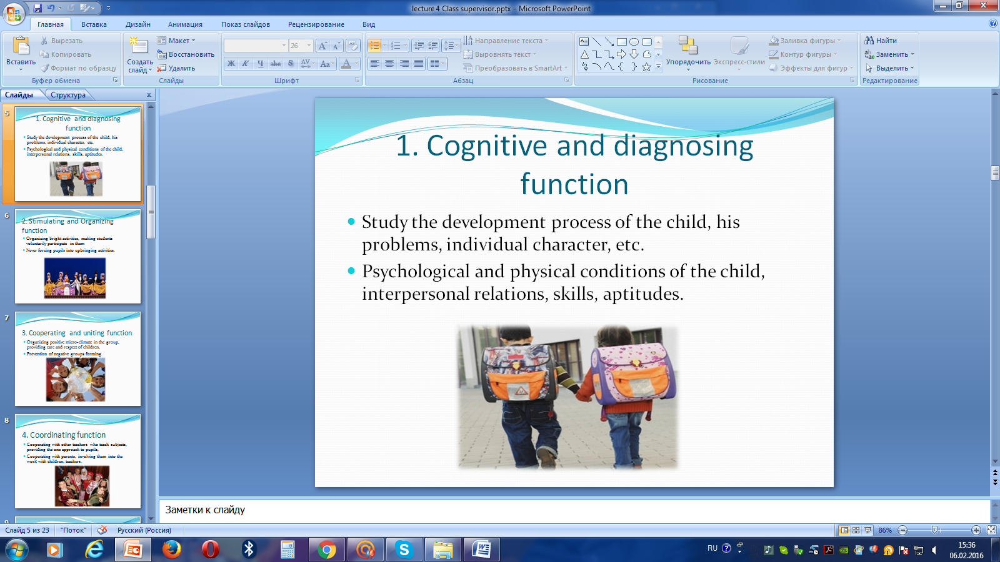 lecture 4 Class supervisor.pptx - Microsoft PowerPoint
Главная Вставка Дизайн Анимация Показ слайдов Рецензирование Вид
Вставить
Вырезать
Копировать
Формат по образцу
Буфер обмена
Создать слайд
Макет
Восстановить
Удалить
Слайды
26
Ж К Ч abc S AV Aa A
Шрифт
Направление текста
Выровнять текст
Преобразовать в SmartArt
Абзац
Упорядочить
Экспресс-стили
Заливка фигуры
Контур фигуры
Эффекты для фигур
Рисование
Найти
Заменить
Выделить
Редактирование
Слайды Структура
5
1. Cognitive and diagnosing
function
Study the development process of the child, his
problems, individual character, etc.
Psychological and physical conditions of the child,
interpersonal relations, skills, aptitudes.
6
2. Stimulating and Organizing
function
Organizing bright activities, making students
voluntarily participate in them
Never forcing pupils into upbringing activities.
7
3. Cooperating and uniting function
Organizing positive micro-climate in the group,
providing care and respect of children,
Prevention of negative groups forming
8
4. Coordinating function
Cooperating with other teachers who teach subjects,
providing the one approach to pupils,
Cooperating with parents, involving them into the
work with children, teachers.
9
1. Cognitive and diagnosing
function
Study the development process of the child, his
problems, individual character, etc.
Psychological and physical conditions of the child,
interpersonal relations, skills, aptitudes.
Заметки к слайду
Слайд 5 из 23 "Поток" Русский (Россия) 86%
RU
15:36
06.02.2016